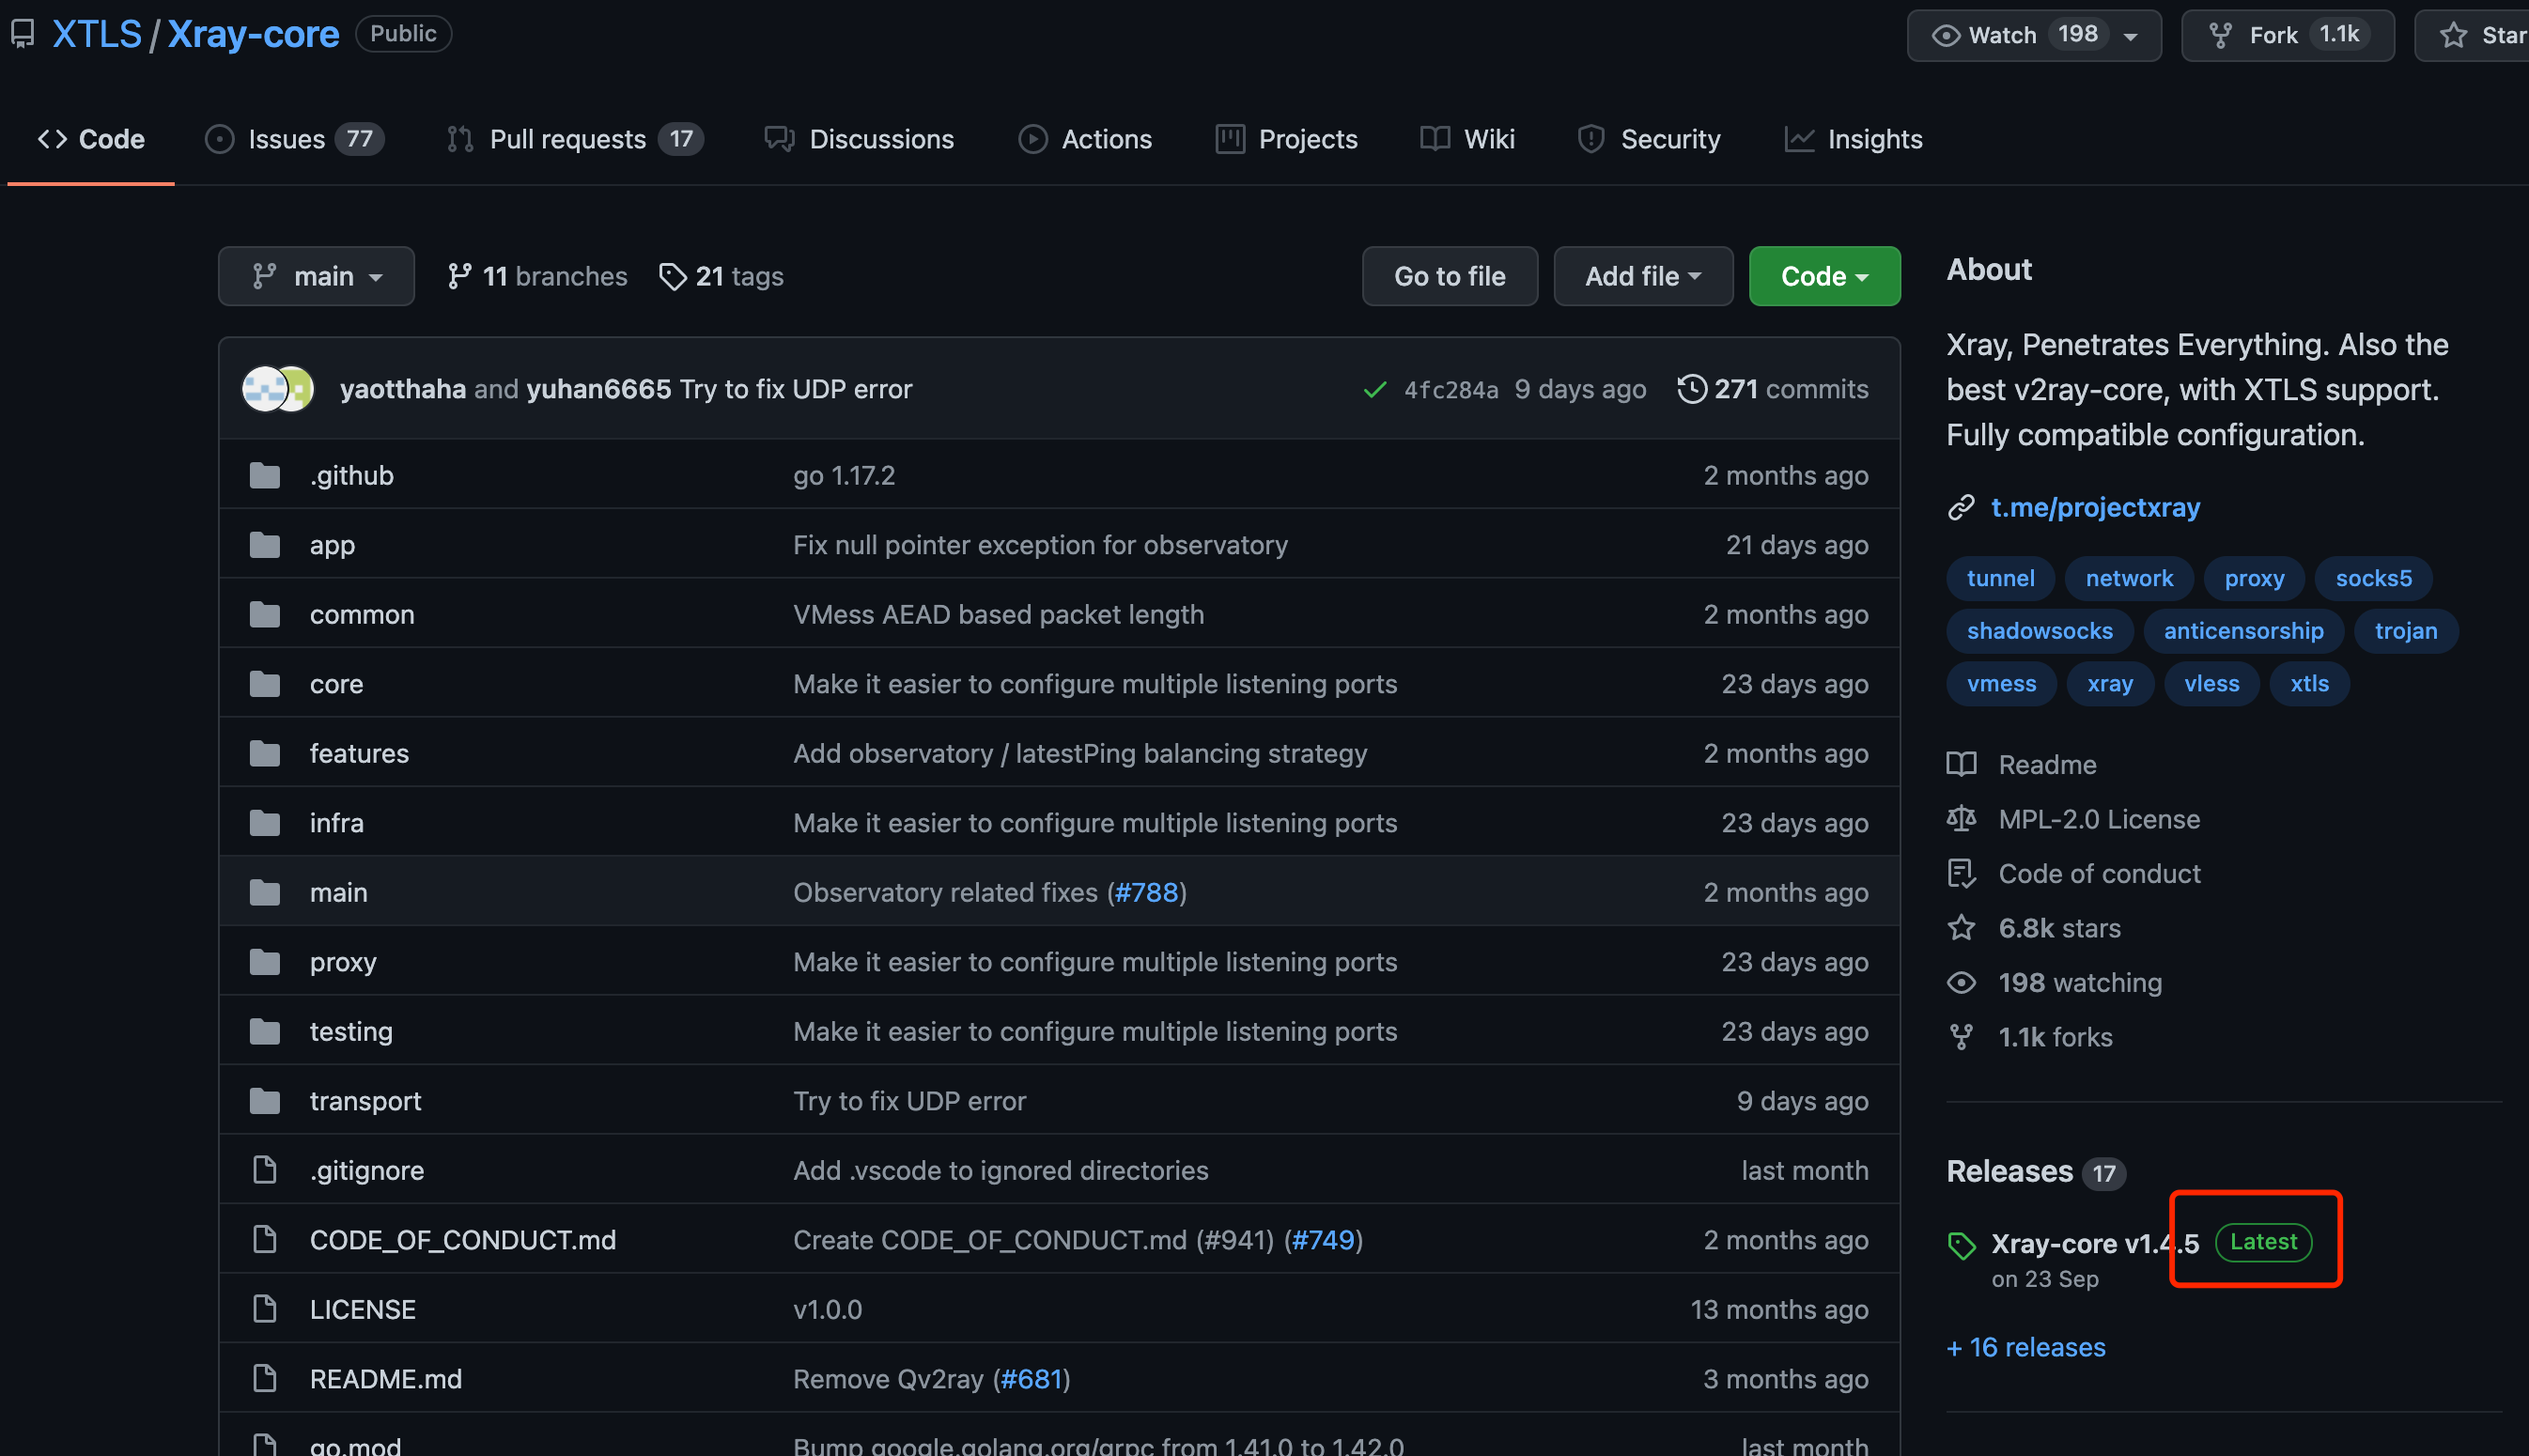 XTLS / Xray-core Public
Watch 198
Fork 1.1k
Star
Code
Issues 77
Pull requests 17
Discussions
Actions
Projects
Wiki
Security
Insights
main
11 branches
21 tags
Go to file
Add file
Code
yaotthaha and yuhan6665 Try to fix UDP error 4fc284a 9 days ago 271 commits
.github go 1.17.2 2 months ago
app Fix null pointer exception for observatory 21 days ago
common VMess AEAD based packet length 2 months ago
core Make it easier to configure multiple listening ports 23 days ago
features Add observatory / latestPing balancing strategy 2 months ago
infra Make it easier to configure multiple listening ports 23 days ago
main Observatory related fixes (#788) 2 months ago
proxy Make it easier to configure multiple listening ports 23 days ago
testing Make it easier to configure multiple listening ports 23 days ago
transport Try to fix UDP error 9 days ago
.gitignore Add .vscode to ignored directories last month
CODE_OF_CONDUCT.md Create CODE_OF_CONDUCT.md (#941) (#749) 2 months ago
LICENSE v1.0.0 13 months ago
README.md Remove Qv2ray (#681) 3 months ago
go.mod Bump google.golang.org/grpc from 1.41.0 to 1.42.0 last month
About
Xray, Penetrates Everything. Also the
best v2ray-core, with XTLS support.
Fully compatible configuration.
t.me/projectxray
tunnel network proxy socks5
shadowsocks anticensorship trojan
vmess xray vless xtls
Readme
MPL-2.0 License
Code of conduct
6.8k stars
198 watching
1.1k forks
Releases 17
Xray-core v1.4.5 Latest
on 23 Sep
+ 16 releases